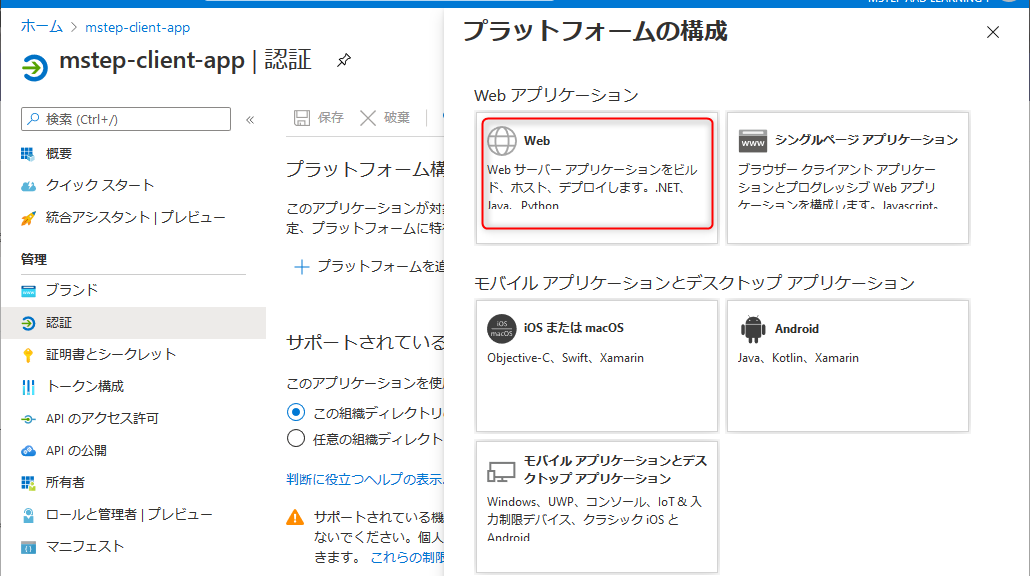 ホーム > mstep-client-app
mstep-client-app | 認証
検索 (Ctrl+/)
«
概要
クイック スタート
統合アシスタント | プレビュー
管理
ブランド
認証
証明書とシークレット
トークン構成
API のアクセス許可
API の公開
所有者
ロールと管理者 | プレビュー
マニフェスト
保存
破棄
プラットフォーム構
このアプリケーションが対
定、プラットフォームに特
プラットフォームを追
サポートされている
このアプリケーションを使
この組織ディレクトリ
任意の組織ディレクト
判断に役立つヘルプの表示
サポートされている機
ないでください。個人
きます。 これらの制限
プラットフォームの構成
Web アプリケーション
Web
Web サーバー アプリケーションをビル
ド、ホスト、デプロイします。.NET、
Java、Python
シングルページ アプリケーション
ブラウザー クライアント アプリケー
ションとプログレッシブ Web アプリ
ケーションを構成します。Javascript。
モバイル アプリケーションとデスクトップ アプリケーション
iOS
macOS
iOS または macOS
Objective-C、Swift、Xamarin
Android
Java、Kotlin、Xamarin
モバイル アプリケーションとデス
クトップ アプリケーション
Windows、UWP、コンソール、IoT & 入
力制限デバイス、クラシック iOS と
Android